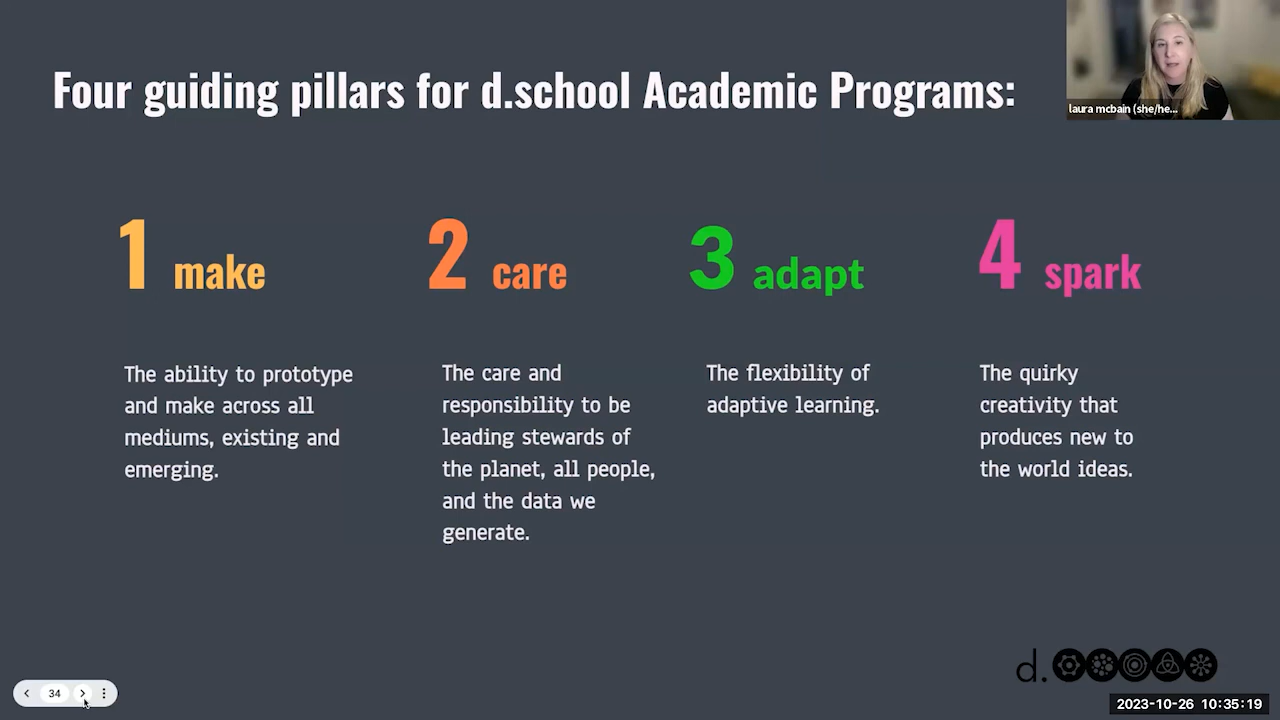 Four guiding pillars for d.school Academic Programs:
laura mcbain (she/he...
1 make
The ability to prototype
and make across all
mediums, existing and
emerging.
2 care
The care and
responsibility to be
leading stewards of
the planet, all people,
and the data we
generate.
3 adapt
The flexibility of
adaptive learning.
4 spark
The quirky
creativity that
produces new to
the world ideas.
d.
34
2023-10-26 10:35:19